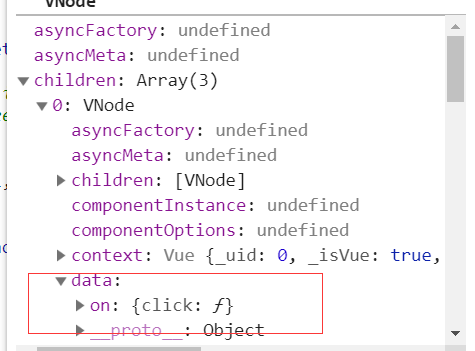 VNode
asyncFactory: undefined
asyncMeta: undefined
▼children: Array(3)
▼0: VNode
asyncFactory: undefined
asyncMeta: undefined
▶children: [VNode]
componentInstance: undefined
componentOptions: undefined
▶context: Vue {_uid: 0, _isVue: true,
▼data:
▶on: {click: ƒ}
▶__proto__: Object